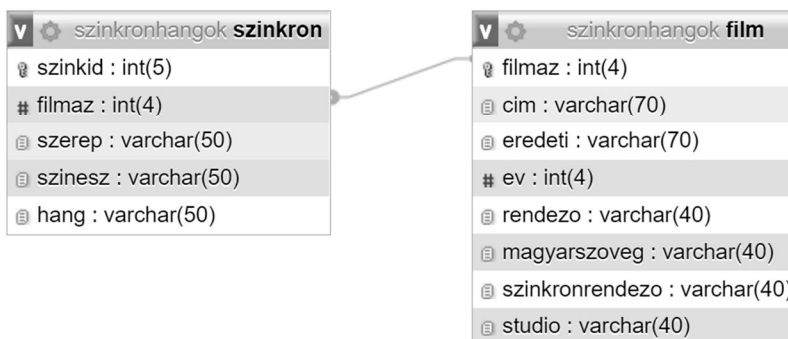 v szinkronhangok szinkron
szinkid : int(5)
# filmaz : int(4)
szerep : varchar(50)
szinesz : varchar(50)
hang : varchar(50)
v szinkronhangok film
filmaz : int(4)
cim : varchar(70)
eredeti : varchar(70)
# ev : int(4)
rendezo : varchar(40)
magyarszoveg : varchar(40)
szinkronrendezo : varchar(40)
studio : varchar(40)